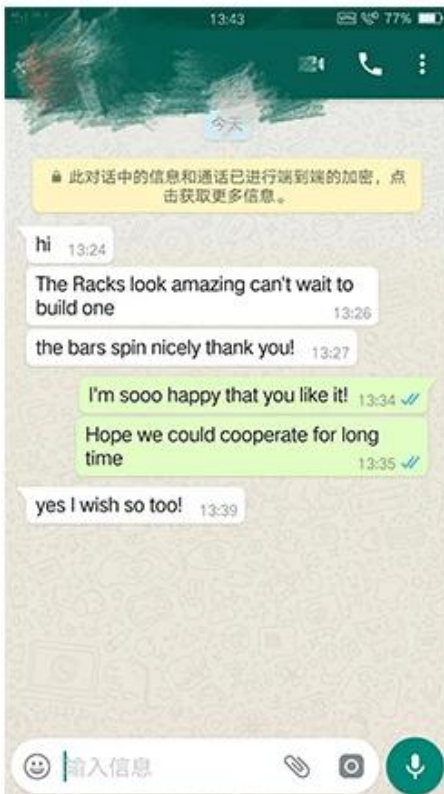 13:43
77%
今天
此对话中的信息和通话已进行端到端的加密，点
击获取更多信息。
hi 13:24
The Racks look amazing can't wait to
build one 13:26
the bars spin nicely thank you! 13:27
I'm sooo happy that you like it! 13:34
Hope we could cooperate for long
time 13:35
yes I wish so too! 13:39
输入信息